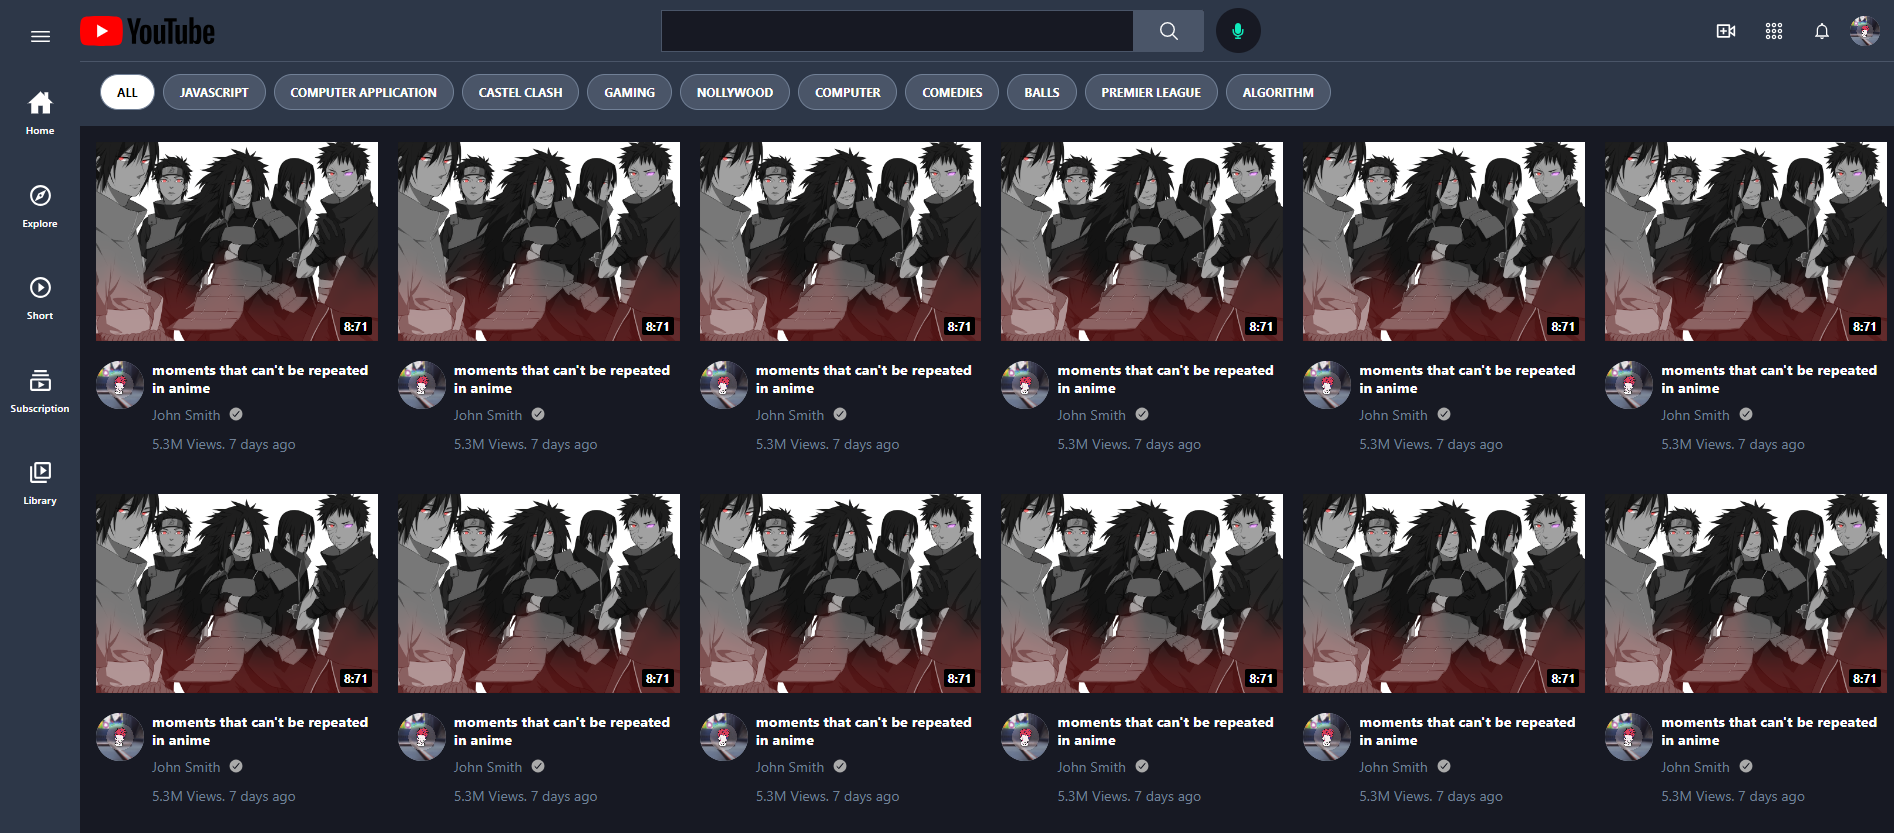 YouTube
ALL JAVASCRIPT COMPUTER APPLICATION CASTEL CLASH GAMING NOLLYWOOD COMPUTER COMEDIES BALLS PREMIER LEAGUE ALGORITHM
Home
Explore
Short
Subscription
Library
8:71 8:71 8:71 8:71 8:71 8:71
moments that can't be repeated
in anime
John Smith
5.3M Views. 7 days ago
moments that can't be repeated
in anime
John Smith
5.3M Views. 7 days ago
moments that can't be repeated
in anime
John Smith
5.3M Views. 7 days ago
moments that can't be repeated
in anime
John Smith
5.3M Views. 7 days ago
moments that can't be repeated
in anime
John Smith
5.3M Views. 7 days ago
moments that can't be repeated
in anime
John Smith
5.3M Views. 7 days ago
8:71 8:71 8:71 8:71 8:71 8:71
moments that can't be repeated
in anime
John Smith
5.3M Views. 7 days ago
moments that can't be repeated
in anime
John Smith
5.3M Views. 7 days ago
moments that can't be repeated
in anime
John Smith
5.3M Views. 7 days ago
moments that can't be repeated
in anime
John Smith
5.3M Views. 7 days ago
moments that can't be repeated
in anime
John Smith
5.3M Views. 7 days ago
moments that can't be repeated
in anime
John Smith
5.3M Views. 7 days ago